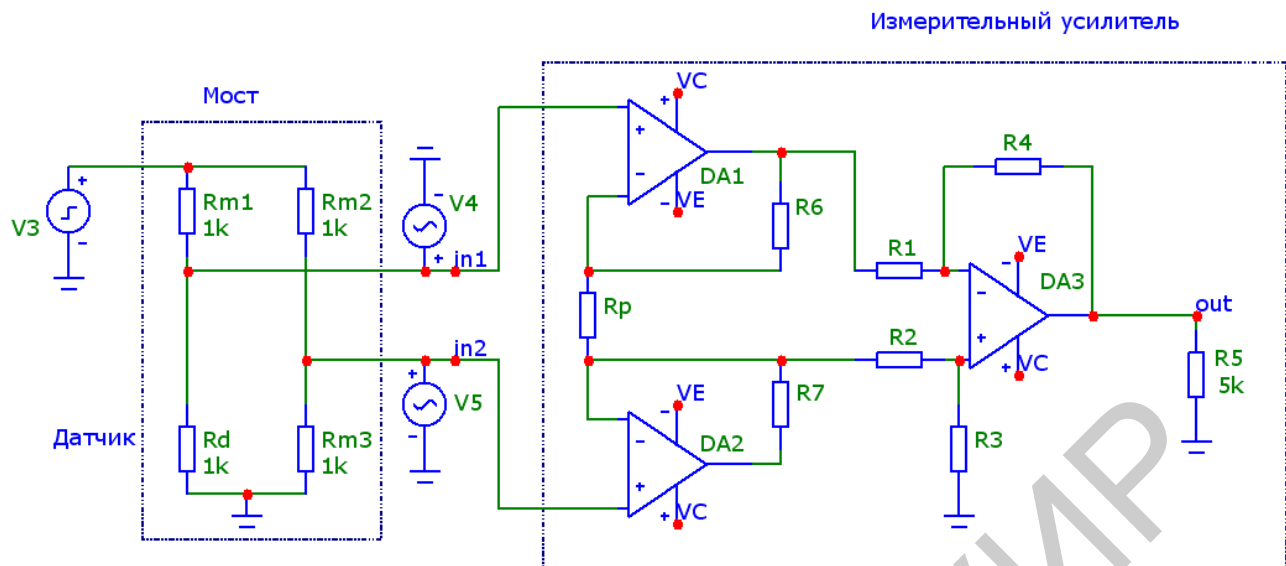 Измерительный усилитель
Мост
VC
Rm1
1k
Rm2
1k
V4
DA1
VE
R6
R4
V3
in1
R1
VE
DA3
Rp
out
in2
R2
VC
R5
5k
V5
VE
R7
Датчик
Rd
1k
Rm3
1k
DA2
R3
VC